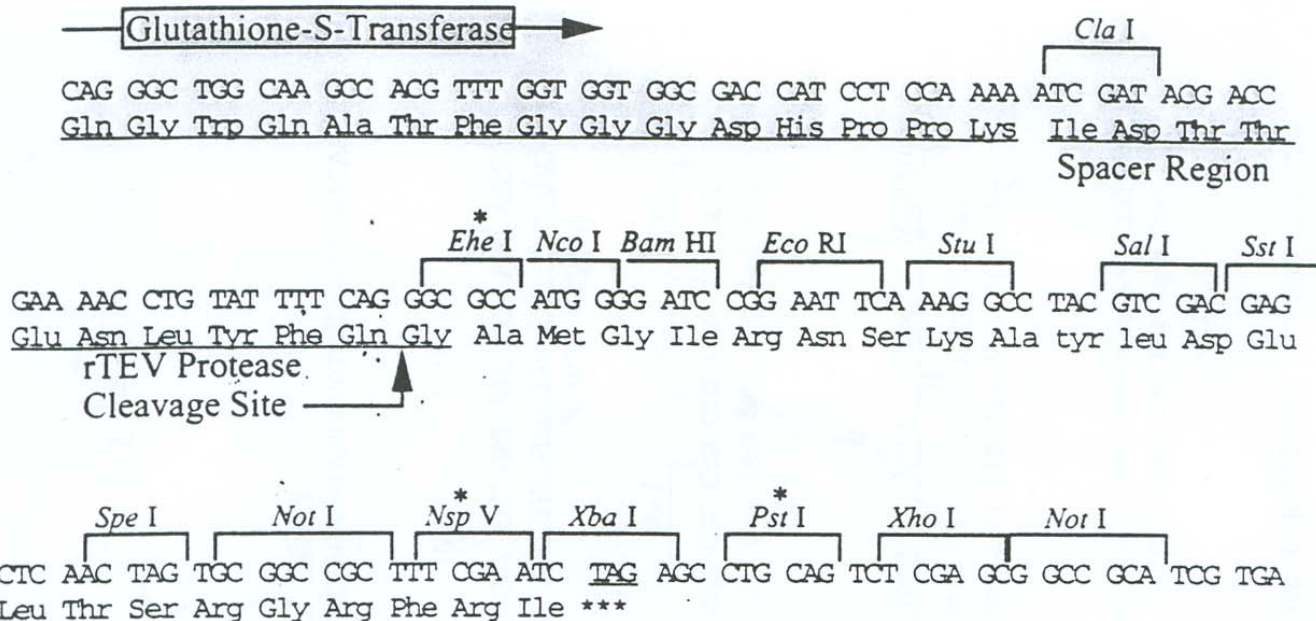 Glutathione-S-Transferase
Cla I
CAG GGC TGG CAA GCC ACG TTT GGT GGT GGC GAC CAT CCT CCA AAA ATC GAT ACG ACC
Gln Gly Trp Gln Ala Thr Phe Gly Gly Gly Asp His Pro Pro Lys Ile Asp Thr Thr
Spacer Region
*
Ehe I Nco I Bam HI Eco RI Stu I Sal I Sst I
GAA AAC CTG TAT TTT CAG GGC GCC ATG GGG ATC CGG AAT TCA AAG GCC TAC GTC GAC GAG
Glu Asn Leu Tyr Phe Gln Gly Ala Met Gly Ile Arg Asn Ser Lys Ala tyr leu Asp Glu
rTEV Protease
Cleavage Site
* *
Spe I Not I Nsp V Xba I Pst I Xho I Not I
CTC AAC TAG TGC GGC CGC TTT CGA ATC TAG AGC CTG CAG TCT CGA GCG GCC GCA TCG TGA
Leu Thr Ser Arg Gly Arg Phe Arg Ile ***